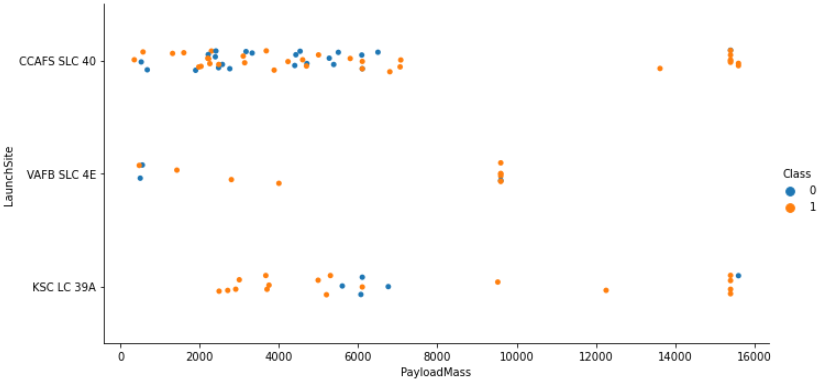 CCAFS SLC 40
VAFB SLC 4E
KSC LC 39A
LaunchSite
0 2000 4000 6000 8000 10000 12000 14000 16000
PayloadMass
Class
0
1